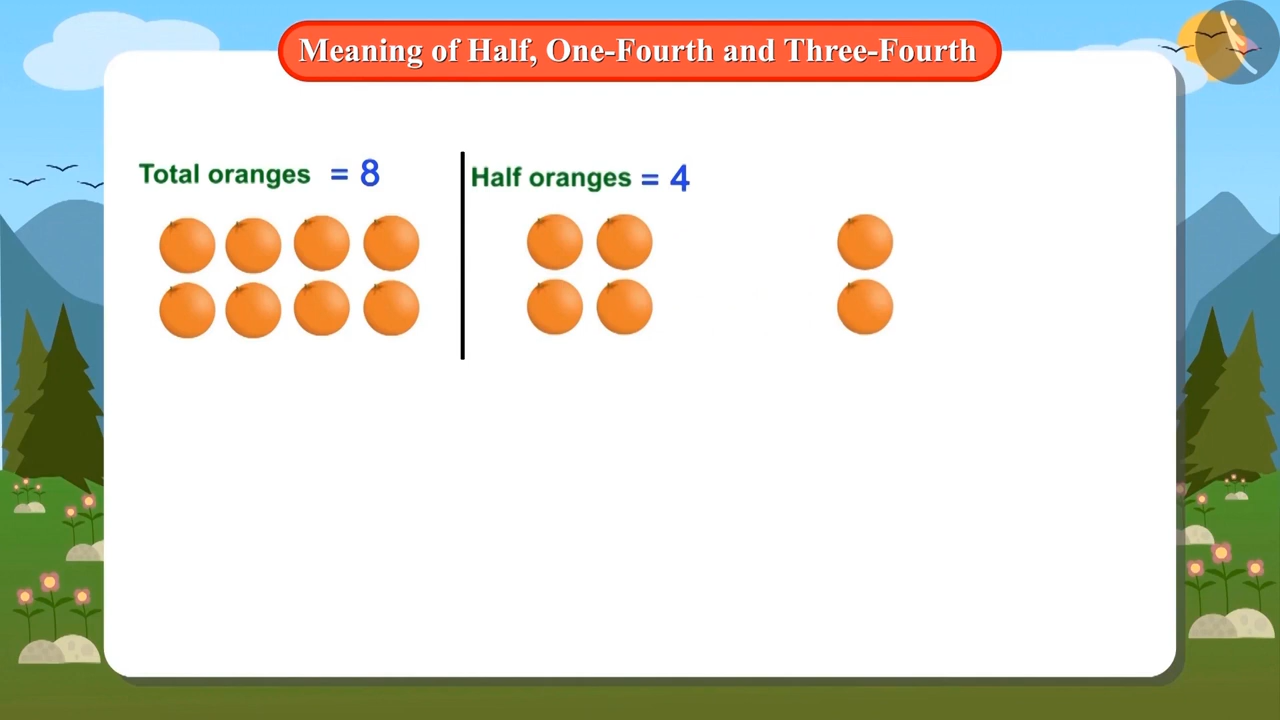 Meaning of Half, One-Fourth and Three-Fourth
Total oranges = 8
Half oranges = 4